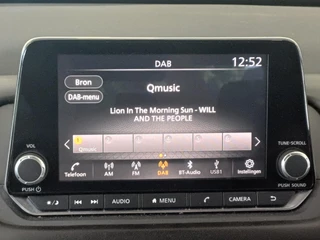 DAB
12:52
Bron
Qmusic
DAB-menu
Lion In The Morning Sun - WILL
AND THE PEOPLE
Qmusic
Telefoon
AM
FM
DAB
BT-Audio
USB1
Instellingen
VOL
TUNE·SCROLL
PUSH
PUSH SOUND
AUDIO
MENU
CAMERA